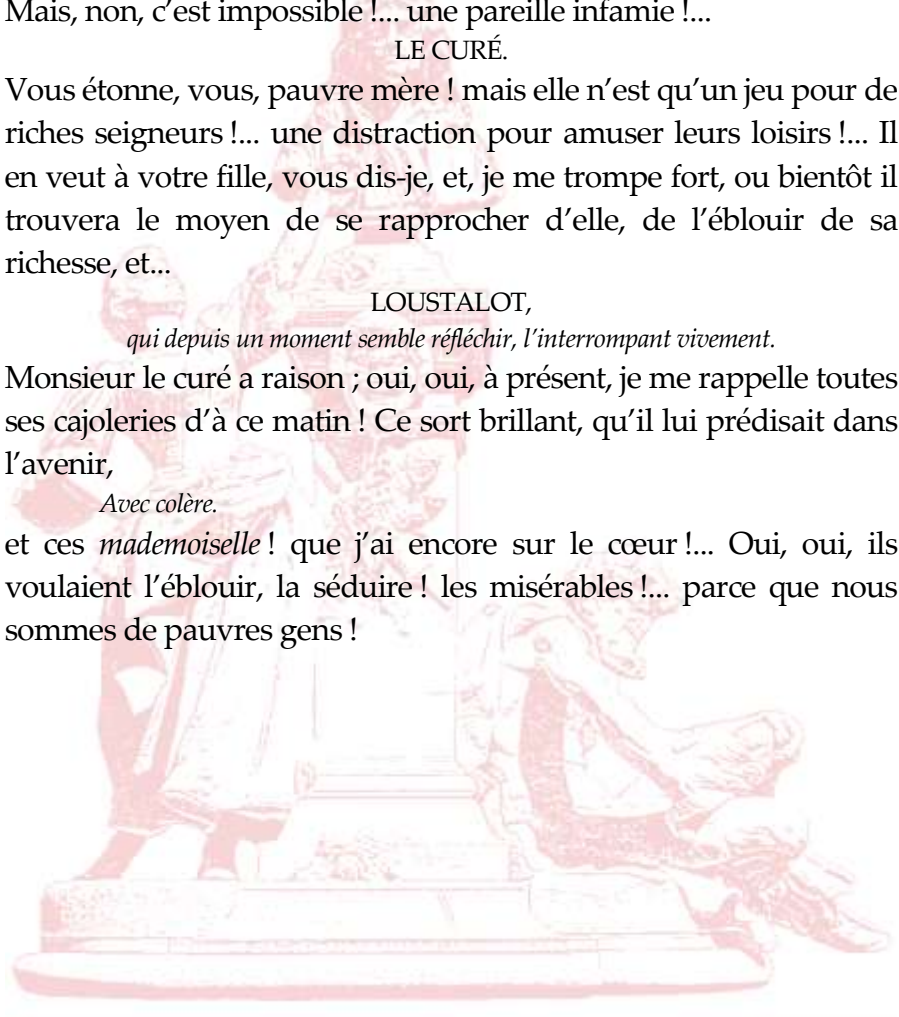 Mais, non, c’est impossible !... une pareille infamie !...
LE CURÉ.
Vous étonne, vous, pauvre mère ! mais elle n’est qu’un jeu pour de
riches seigneurs !... une distraction pour amuser leurs loisirs !... Il
en veut à votre fille, vous dis-je, et, je me trompe fort, ou bientôt il
trouvera le moyen de se rapprocher d’elle, de l’éblouir de sa
richesse, et...
LOUSTALOT,
qui depuis un moment semble réfléchir, l’interrompant vivement.
Monsieur le curé a raison ; oui, oui, à présent, je me rappelle toutes
ses cajoleries d’à ce matin ! Ce sort brillant, qu’il lui prédisait dans
l’avenir,
Avec colère.
et ces mademoiselle ! que j’ai encore sur le cœur !... Oui, oui, ils
voulaient l’éblouir, la séduire ! les misérables !... parce que nous
sommes de pauvres gens !